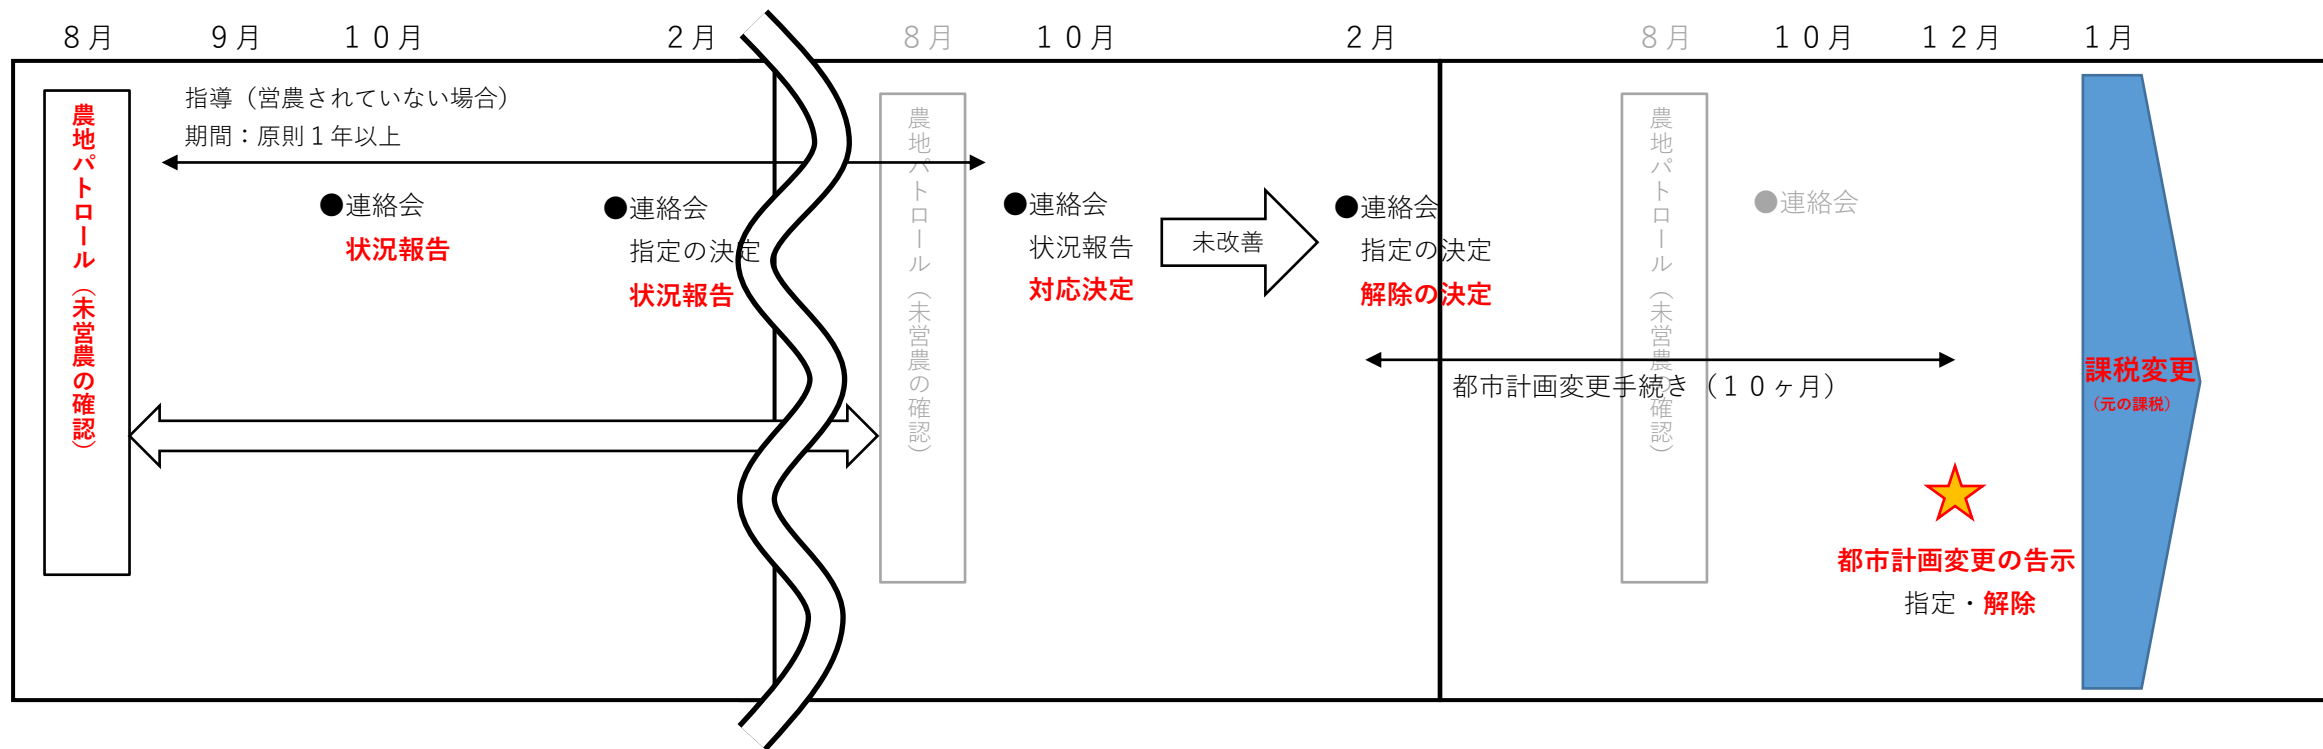 ８月
９月
１０月
２月
８月
１０月
２月
８月
１０月
１２月
１月
農地パトロール（未営農の確認）
指導（営農されていない場合）
期間：原則１年以上
●連絡会
状況報告
●連絡会
指定の決定
状況報告
農地パトロール（未営農の確認）
●連絡会
状況報告
対応決定
未改善
●連絡会
指定の決定
解除の決定
農地パトロール（未営農の確認）
●連絡会
都市計画変更手続き（１０ヶ月）
都市計画変更の告示
指定・解除
課税変更
（元の課税）